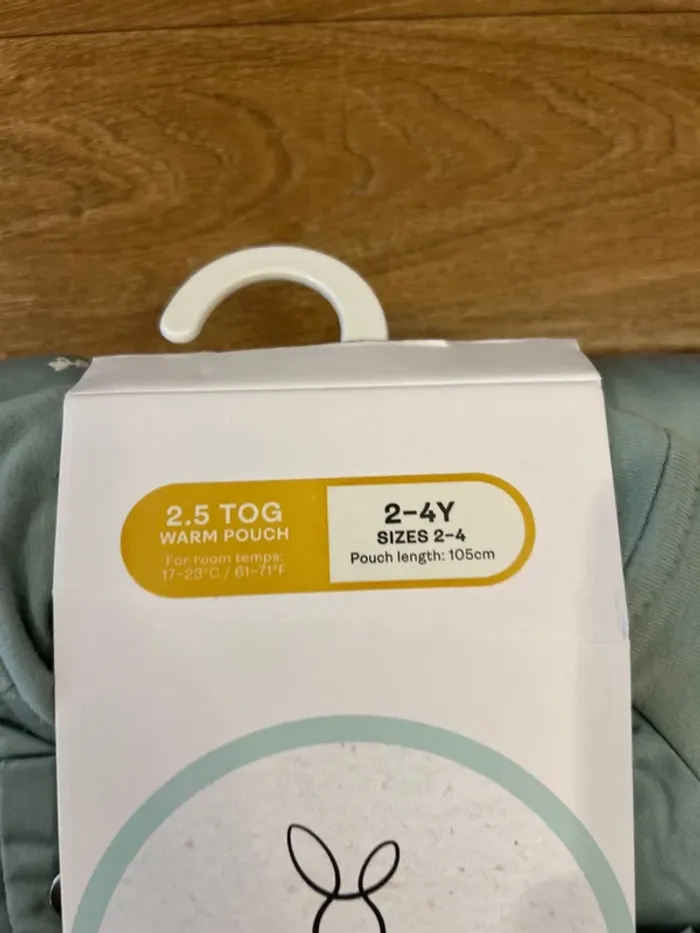 2.5 TOG
WARM POUCH
For room temps:
17-23°C / 61-71°F
2-4Y
SIZES 2-4
Pouch length: 105cm